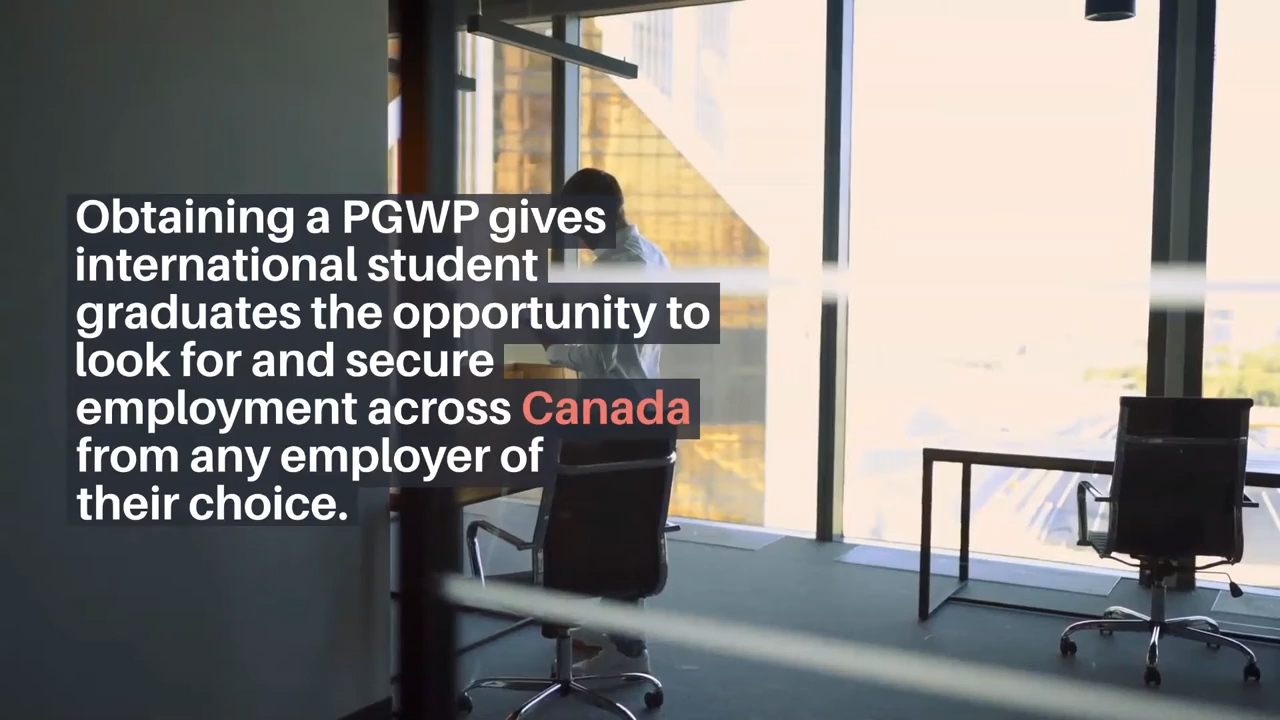 Obtaining a PGWP gives
international student
graduates the opportunity to
look for and secure
employment across Canada
from any employer of
their choice.